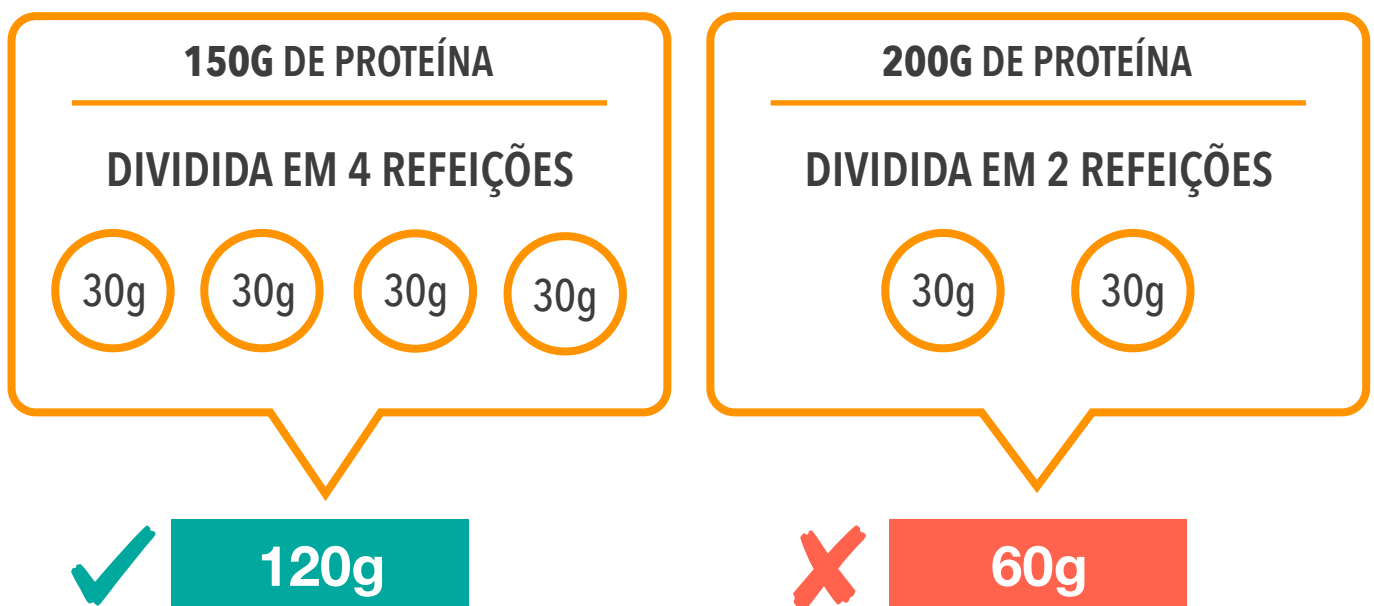 150G DE PROTEÍNA
DIVIDIDA EM 4 REFEIÇÕES
30g 30g 30g 30g
120g
200G DE PROTEÍNA
DIVIDIDA EM 2 REFEIÇÕES
30g 30g
60g